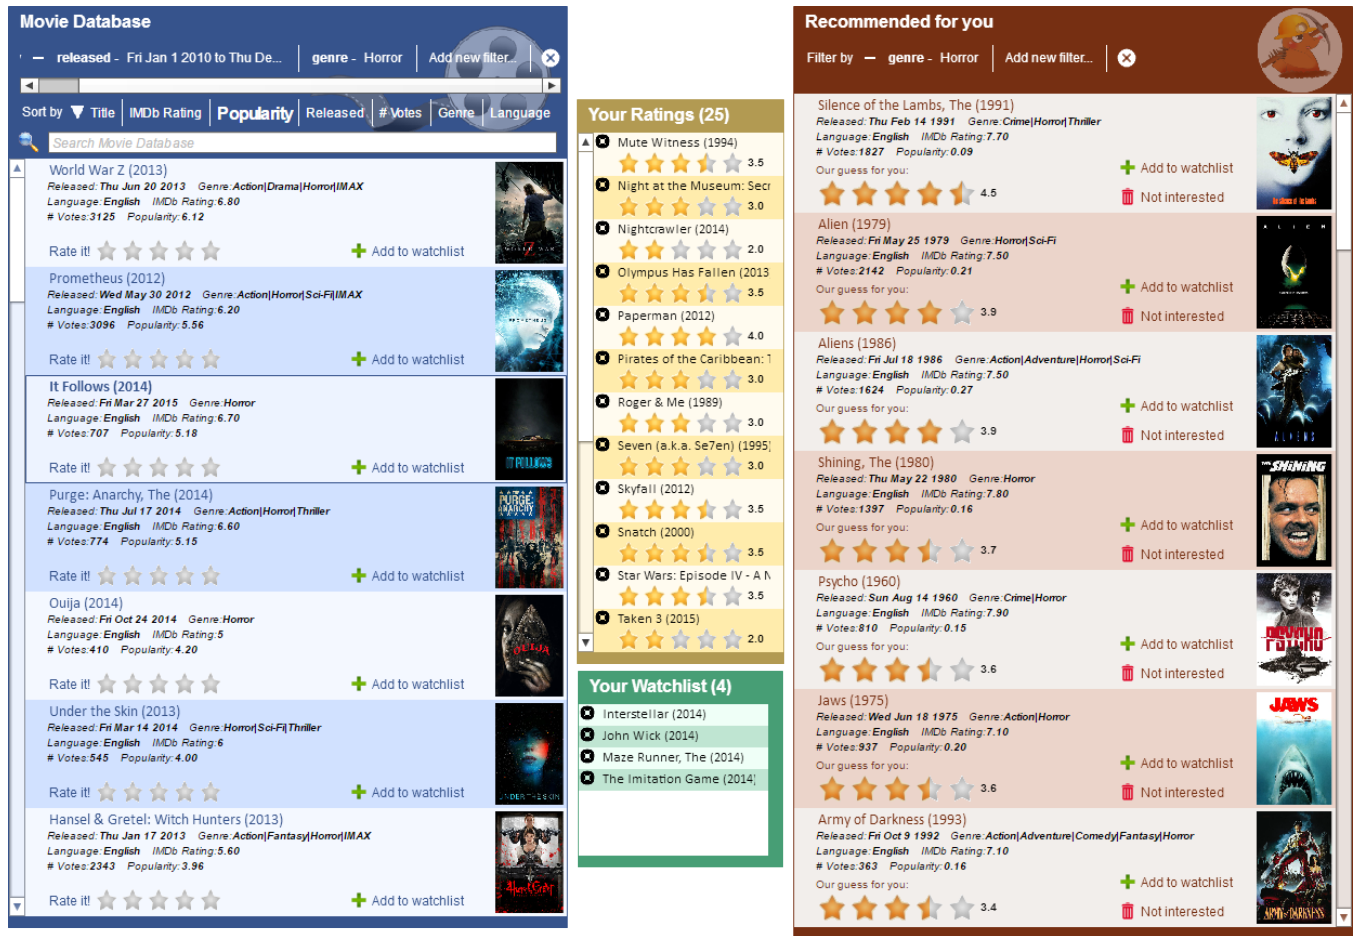 Movie Database
– released - Fri Jan 1 2010 to Thu De... genre - Horror Add new filter...
Sort by Title IMDb Rating Popularity Released # Votes Genre Language
Search Movie Database
World War Z (2013)
Released: Thu Jun 20 2013 Genre: Action|Drama|Horror|IMAX
Language: English IMDb Rating: 6.80
# Votes: 3125 Popularity: 6.12
Rate it! Add to watchlist
Prometheus (2012)
Released: Wed May 30 2012 Genre: Action|Horror|Sci-Fi|IMAX
Language: English IMDb Rating: 6.20
# Votes: 3096 Popularity: 5.56
Rate it! Add to watchlist
PROMETHEUS
It Follows (2014)
Released: Fri Mar 27 2015 Genre: Horror
Language: English IMDb Rating: 6.70
# Votes: 707 Popularity: 5.18
Rate it! Add to watchlist
IT FOLLOWS
Purge: Anarchy, The (2014)
Released: Thu Jul 17 2014 Genre: Action|Horror|Thriller
Language: English IMDb Rating: 6.60
# Votes: 774 Popularity: 5.15
Rate it! Add to watchlist
THE PURGE: ANARCHY
Ouija (2014)
Released: Fri Oct 24 2014 Genre: Horror
Language: English IMDb Rating: 5
# Votes: 410 Popularity: 4.20
Rate it! Add to watchlist
OUIJA
Under the Skin (2013)
Released: Fri Mar 14 2014 Genre: Horror|Sci-Fi|Thriller
Language: English IMDb Rating: 6
# Votes: 545 Popularity: 4.00
Rate it! Add to watchlist
UNDER THE SKIN
Hansel & Gretel: Witch Hunters (2013)
Released: Thu Jan 17 2013 Genre: Action|Fantasy|Horror|IMAX
Language: English IMDb Rating: 5.60
# Votes: 2343 Popularity: 3.96
Rate it! Add to watchlist
Your Ratings (25)
Mute Witness (1994)
3.5
Night at the Museum: Secr
3.0
Nightcrawler (2014)
2.0
Olympus Has Fallen (2013
3.5
Paperman (2012)
4.0
Pirates of the Caribbean: T
3.0
Roger & Me (1989)
3.0
Seven (a.k.a. Se7en) (1995)
3.0
Skyfall (2012)
3.5
Snatch (2000)
3.5
Star Wars: Episode IV - A N
3.5
Taken 3 (2015)
2.0
Your Watchlist (4)
Interstellar (2014)
John Wick (2014)
Maze Runner, The (2014)
The Imitation Game (2014)
Recommended for you
Filter by – genre - Horror Add new filter...
Silence of the Lambs, The (1991)
Released: Thu Feb 14 1991 Genre: Crime|Horror|Thriller
Language: English IMDb Rating: 7.70
# Votes: 1827 Popularity: 0.09
Our guess for you: Add to watchlist
4.5 Not interested
Alien (1979)
Released: Fri May 25 1979 Genre: Horror|Sci-Fi
Language: English IMDb Rating: 7.50
# Votes: 2142 Popularity: 0.21
Our guess for you: Add to watchlist
3.9 Not interested
ALIEN
Aliens (1986)
Released: Fri Jul 18 1986 Genre: Action|Adventure|Horror|Sci-Fi
Language: English IMDb Rating: 7.50
# Votes: 1624 Popularity: 0.27
Our guess for you: Add to watchlist
3.9 Not interested
ALIENS
Shining, The (1980)
Released: Thu May 22 1980 Genre: Horror
Language: English IMDb Rating: 7.80
# Votes: 1397 Popularity: 0.16
Our guess for you: Add to watchlist
3.7 Not interested
THE SHiNiNG
Psycho (1960)
Released: Sun Aug 14 1960 Genre: Crime|Horror
Language: English IMDb Rating: 7.90
# Votes: 810 Popularity: 0.15
Our guess for you: Add to watchlist
3.6 Not interested
PSYCHO
Jaws (1975)
Released: Wed Jun 18 1975 Genre: Action|Horror
Language: English IMDb Rating: 7.10
# Votes: 937 Popularity: 0.20
Our guess for you: Add to watchlist
3.6 Not interested
JAWS
Army of Darkness (1993)
Released: Fri Oct 9 1992 Genre: Action|Adventure|Comedy|Fantasy|Horror
Language: English IMDb Rating: 7.10
# Votes: 363 Popularity: 0.16
Our guess for you: Add to watchlist
3.4 Not interested
ARMY of DARKNESS